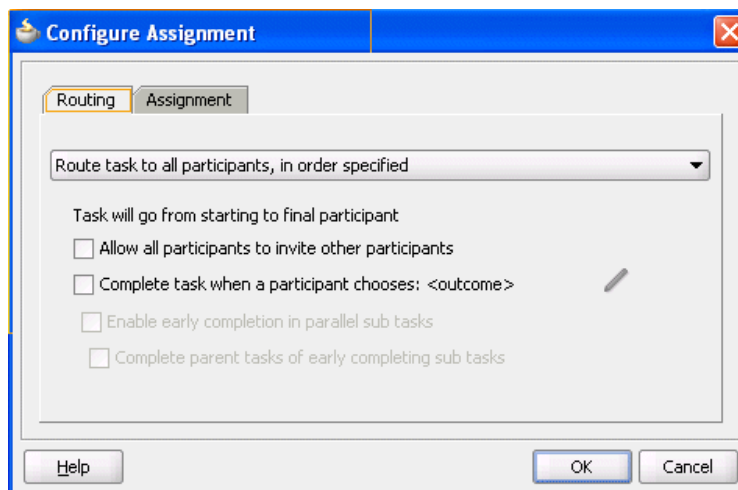 Configure Assignment
Routing
Assignment
Route task to all participants, in order specified
Task will go from starting to final participant
Allow all participants to invite other participants
Complete task when a participant chooses: <outcome>
Enable early completion in parallel sub tasks
Complete parent tasks of early completing sub tasks
Help
OK
Cancel